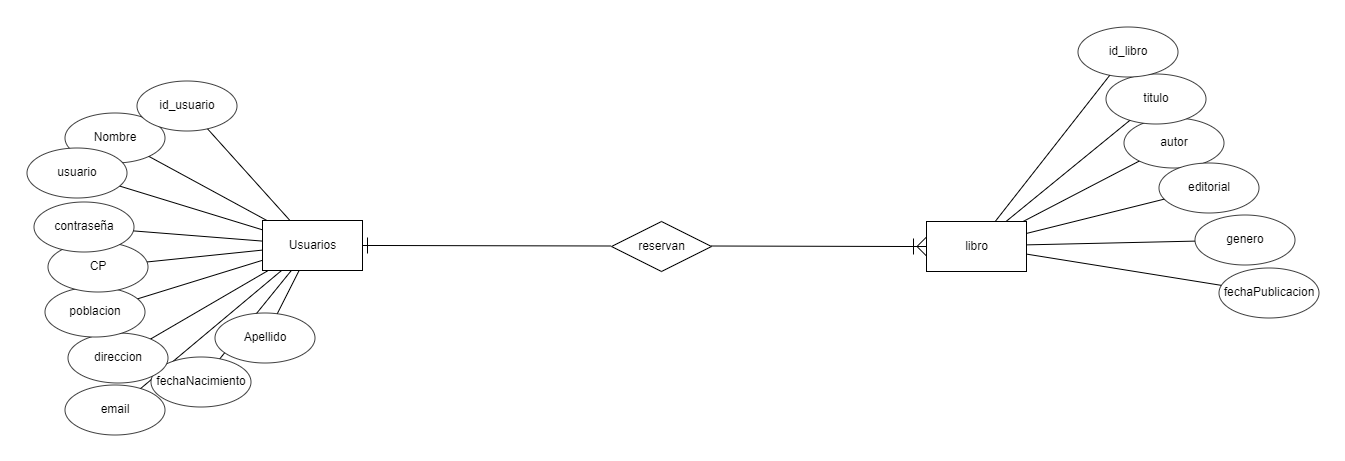 id_usuario
Nombre
usuario
contraseña
CP
poblacion
direccion
email
fechaNacimiento
Apellido
Usuarios
reservan
libro
id_libro
titulo
autor
editorial
genero
fechaPublicacion